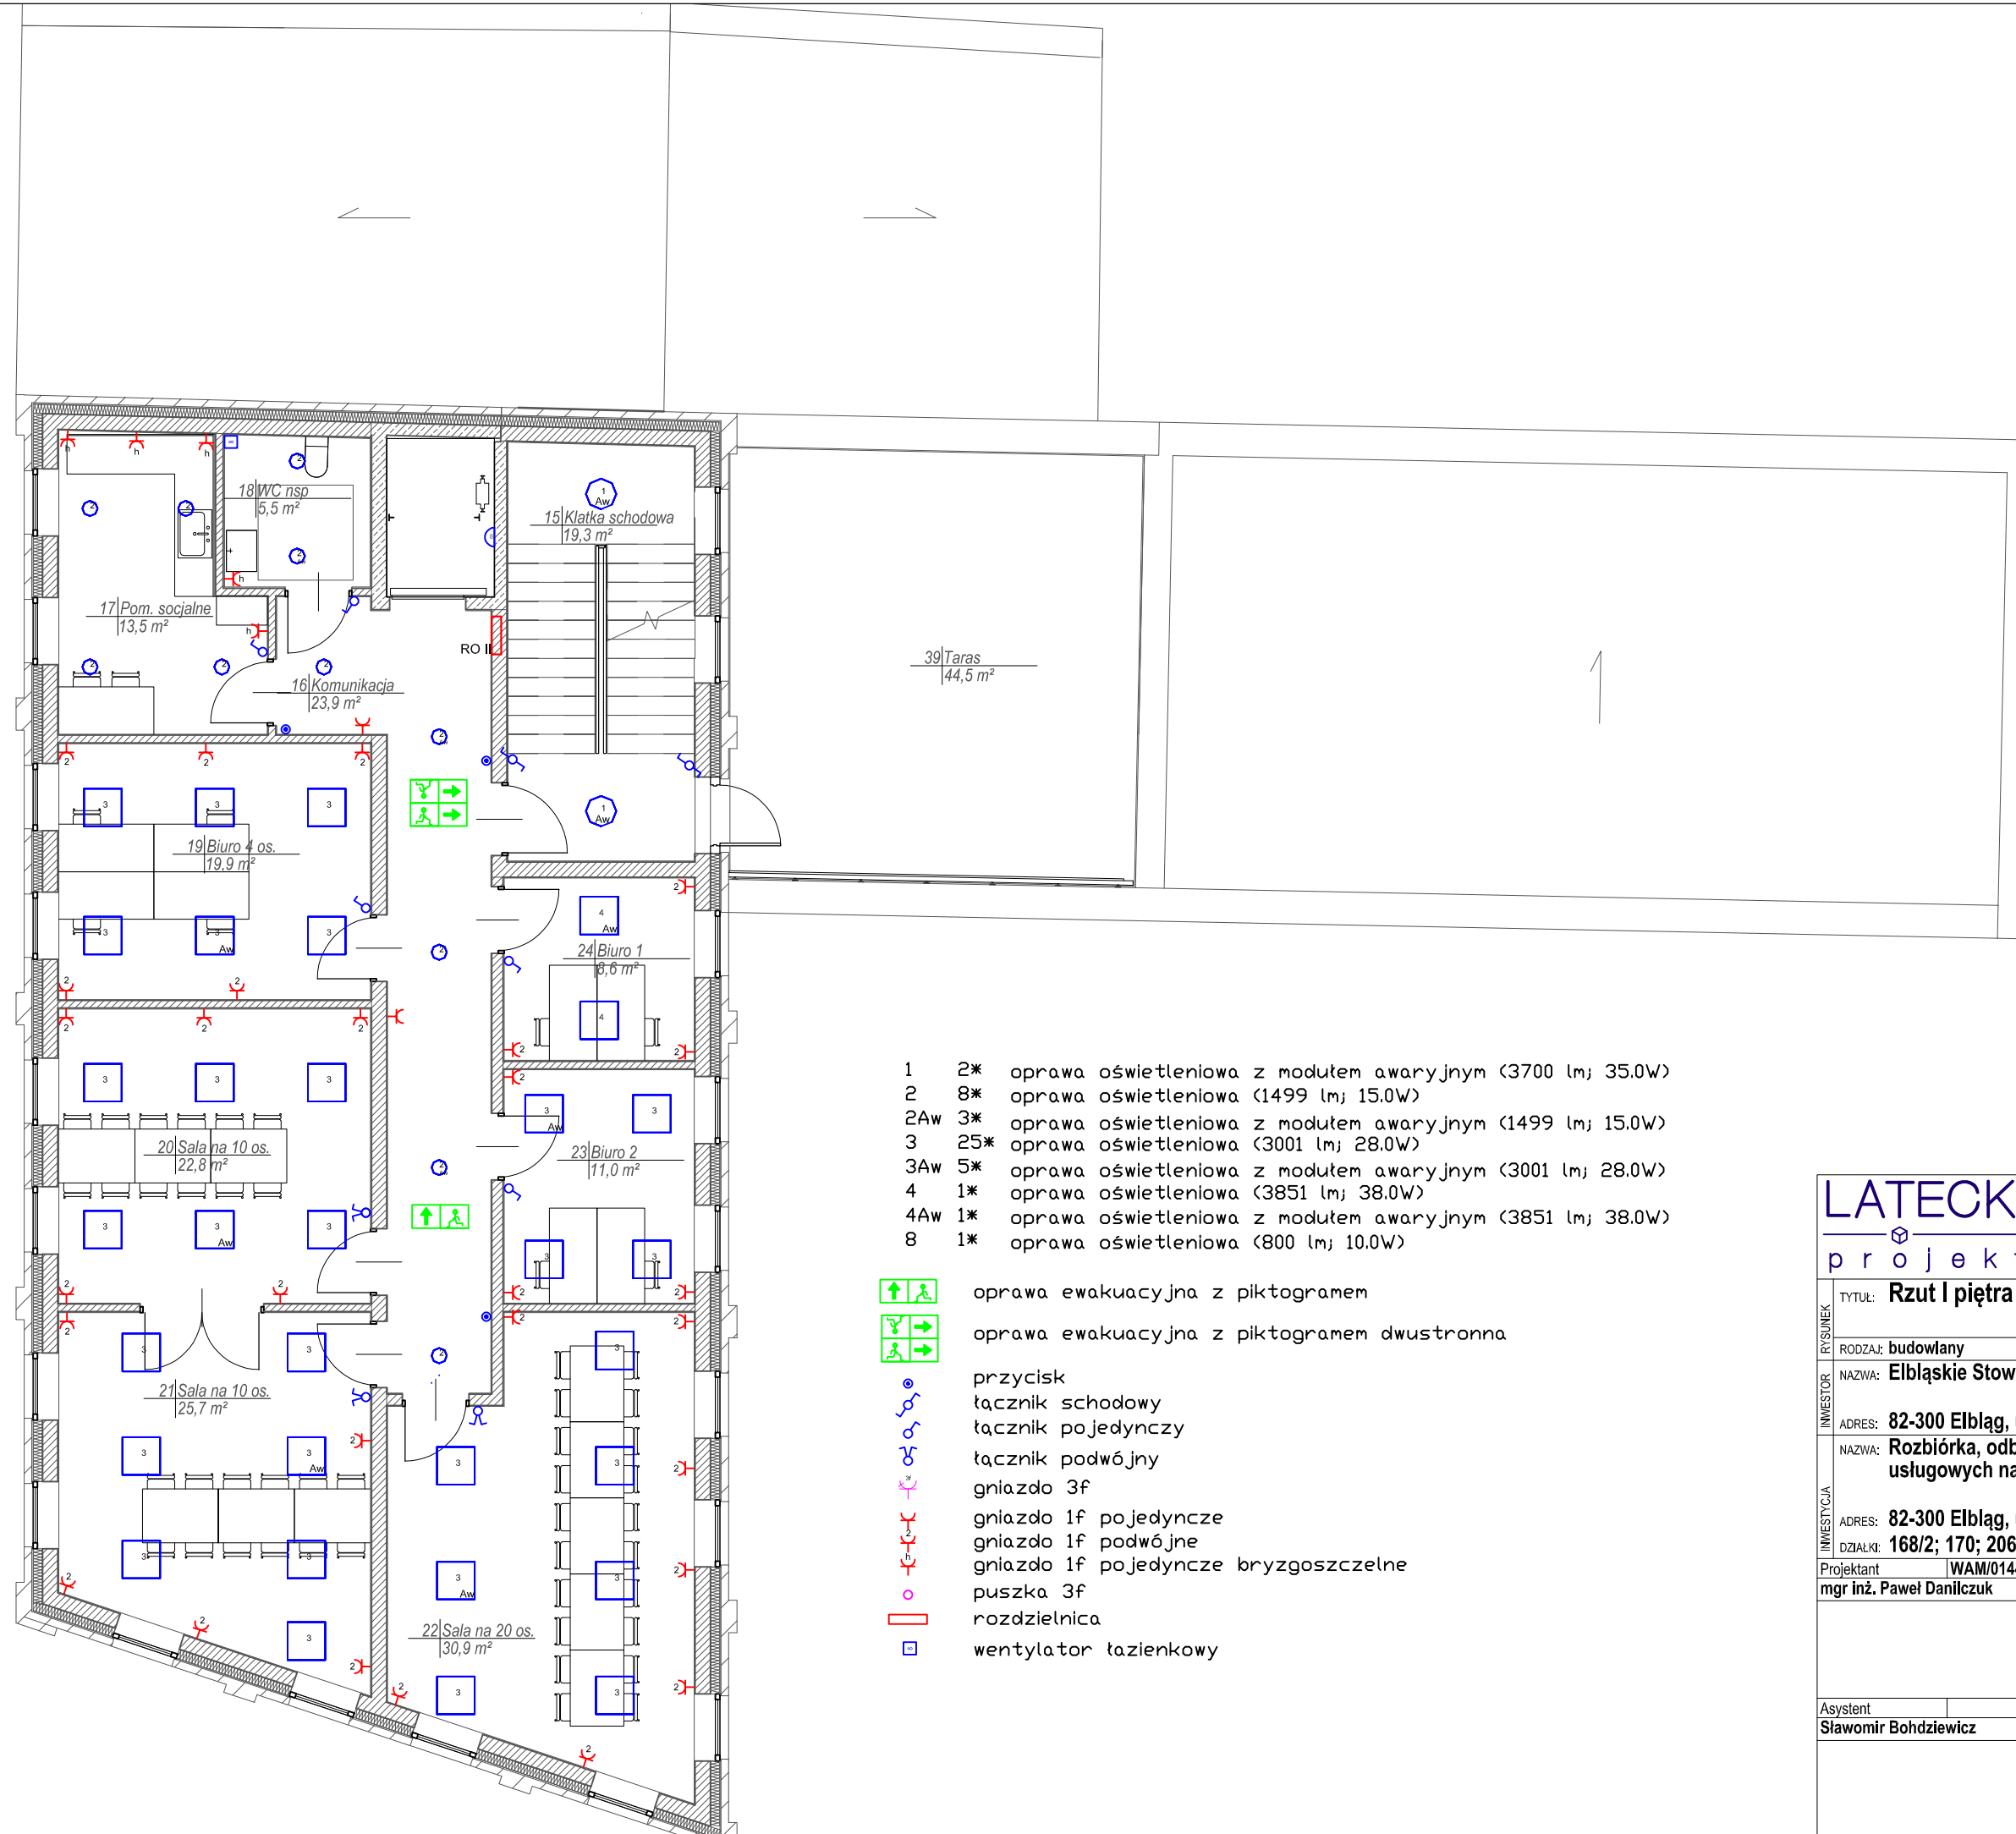 18 WC nsp
5,5 m²
15 Klatka schodowa
19,3 m²
17 Pom. socjalne
13,5 m²
RO II
16 Komunikacja
23,9 m²
39 Taras
44,5 m²
19 Biuro 4 os.
19,9 m²
24 Biuro 1
8,6 m²
20 Sala na 10 os.
22,8 m²
23 Biuro 2
11,0 m²
21 Sala na 10 os.
25,7 m²
22 Sala na 20 os.
30,9 m²
1 2* oprawa oświetleniowa z modułem awaryjnym (3700 lm; 35.0W)
2 8* oprawa oświetleniowa (1499 lm; 15.0W)
2Aw 3* oprawa oświetleniowa z modułem awaryjnym (1499 lm; 15.0W)
3 25* oprawa oświetleniowa (3001 lm; 28.0W)
3Aw 5* oprawa oświetleniowa z modułem awaryjnym (3001 lm; 28.0W)
4 1* oprawa oświetleniowa (3851 lm; 38.0W)
4Aw 1* oprawa oświetleniowa z modułem awaryjnym (3851 lm; 38.0W)
8 1* oprawa oświetleniowa (800 lm; 10.0W)
oprawa ewakuacyjna z piktogramem
oprawa ewakuacyjna z piktogramem dwustronna
przycisk
łącznik schodowy
łącznik pojedynczy
łącznik podwójny
gniazdo 3f
gniazdo 1f pojedyncze
2 gniazdo 1f podwójne
h gniazdo 1f pojedyncze bryzgoszczelne
puszka 3f
rozdzielnica
wentylator łazienkowy
LATECK
projek
RYSUNEK
TYTUŁ: Rzut I piętra
RODZAJ: budowlany
INWESTOR
NAZWA: Elbląskie Stow
ADRES: 82-300 Elbląg,
INWESTYCJA
NAZWA: Rozbiórka, odb
usługowych na
ADRES: 82-300 Elbląg,
DZIAŁKI: 168/2; 170; 206
Projektant WAM/014
mgr inż. Paweł Danilczuk
Asystent
Sławomir Bohdziewicz